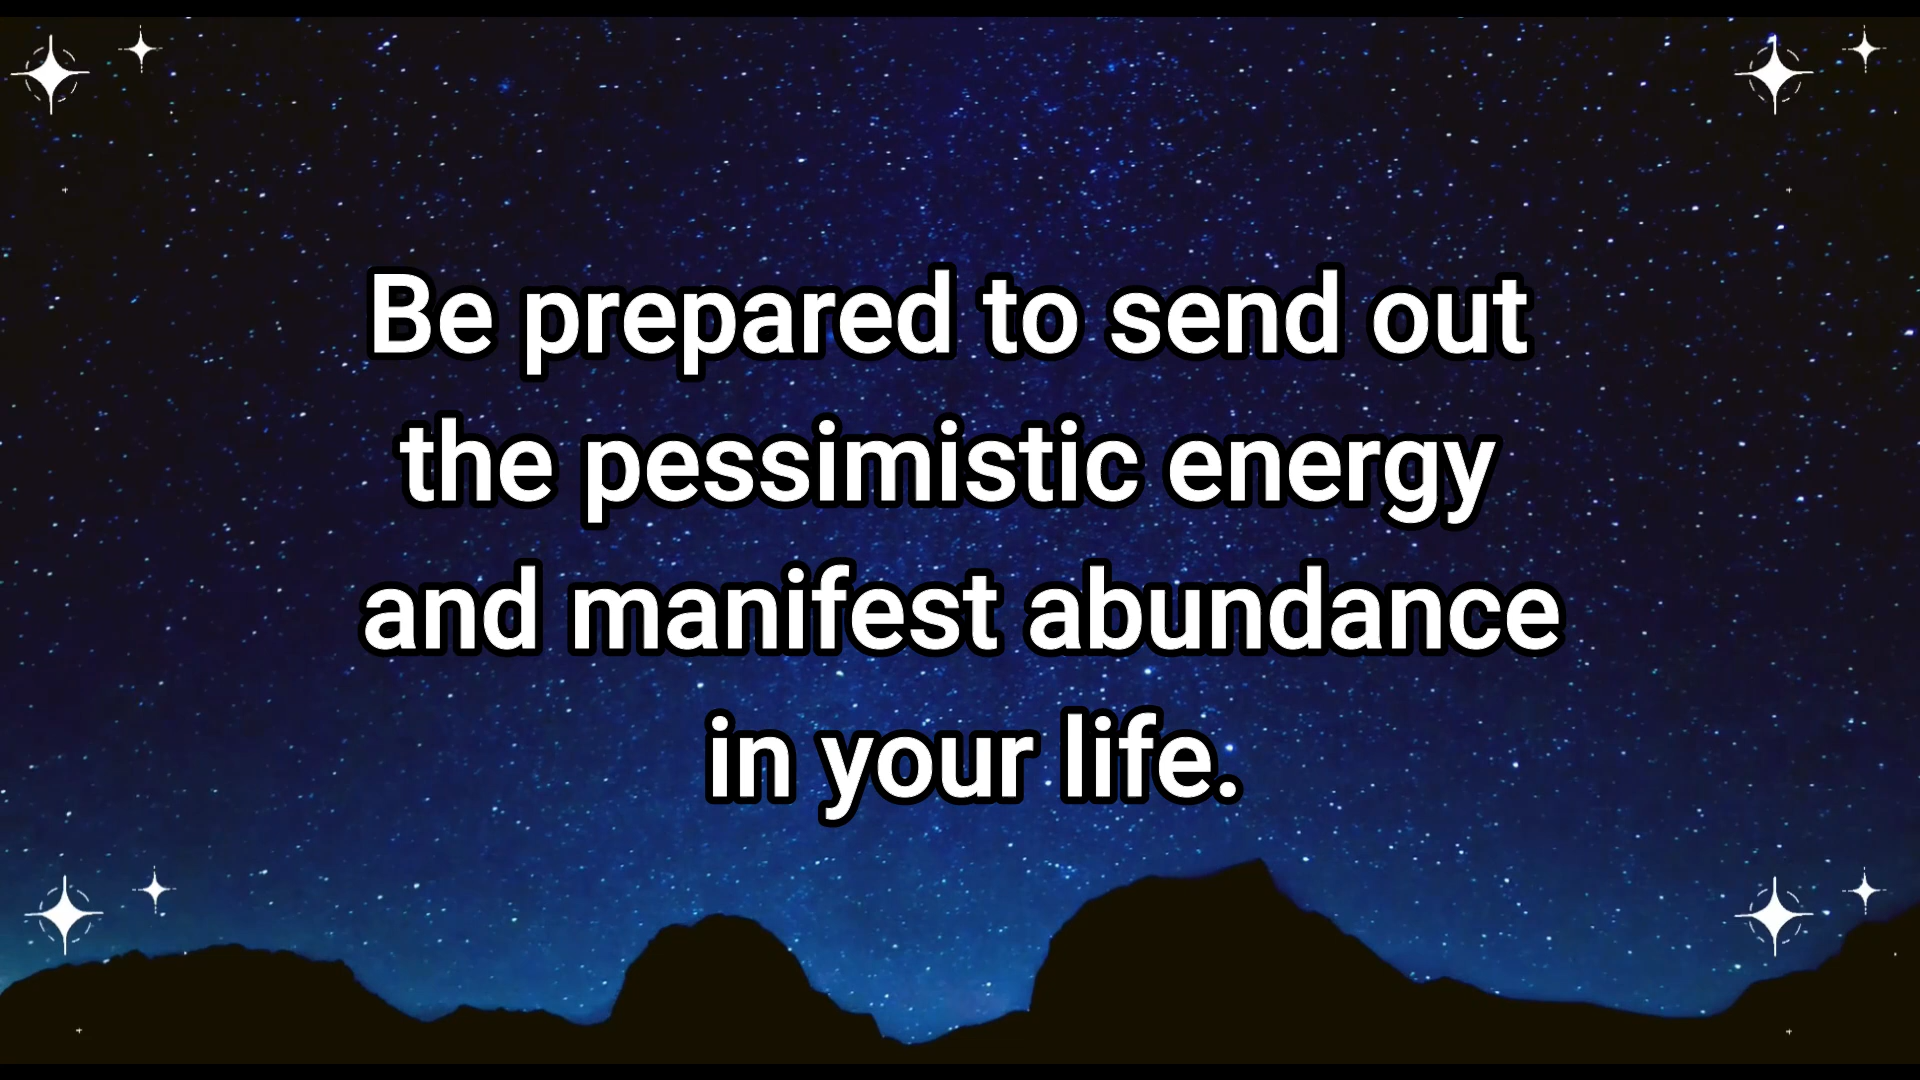 Be prepared to send out
the pessimistic energy
and manifest abundance
in your life.